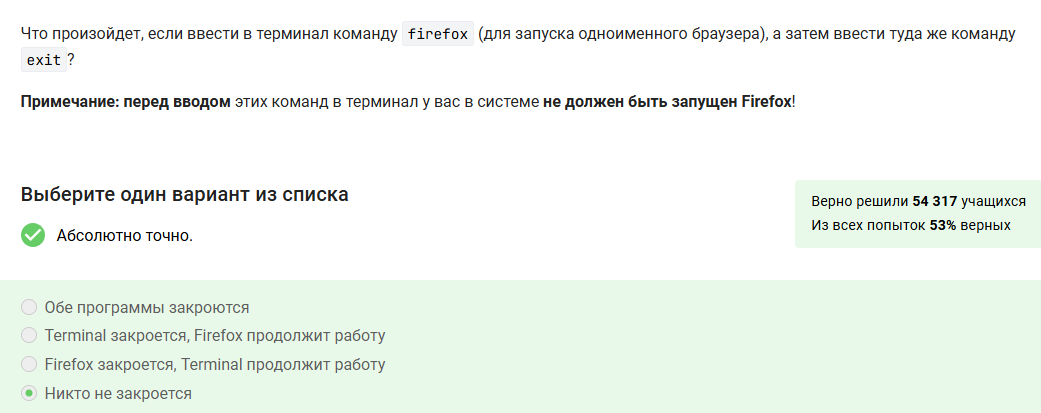 Что произойдет, если ввести в терминал команду firefox (для запуска одноименного браузера), а затем ввести туда же команду
exit?
Примечание: перед вводом этих команд в терминал у вас в системе не должен быть запущен Firefox!
Выберите один вариант из списка
Абсолютно точно.
Верно решили 54 317 учащихся
Из всех попыток 53% верных
Обе программы закроются
Terminal закроется, Firefox продолжит работу
Firefox закроется, Terminal продолжит работу
Никто не закроется